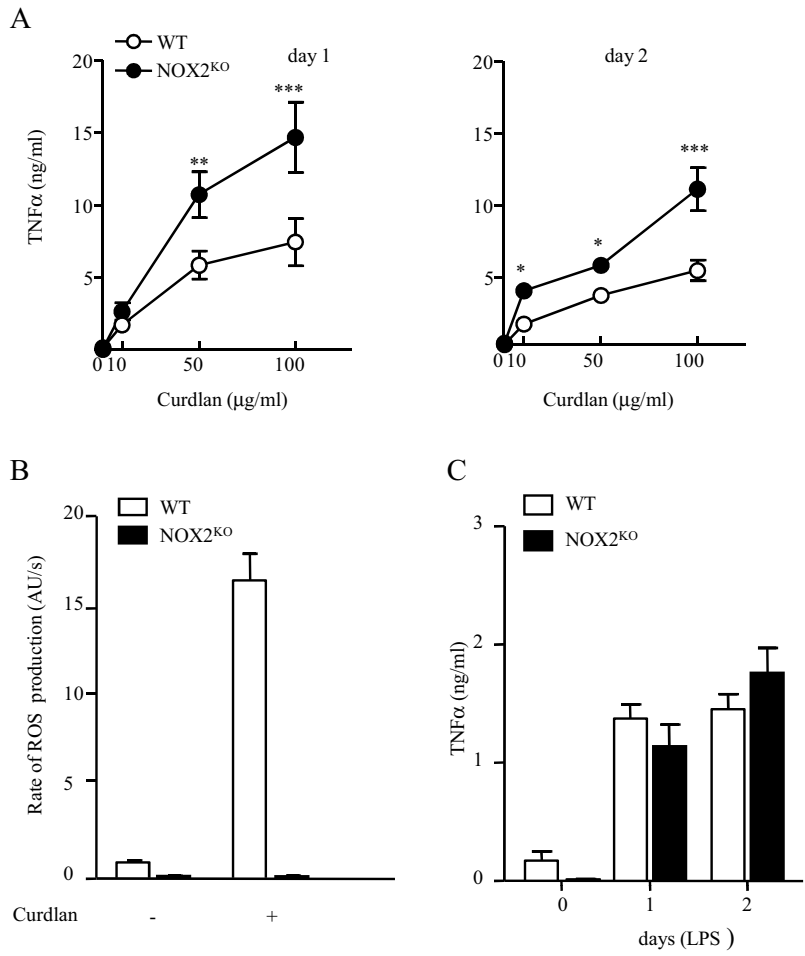 A
WT
NOX2ᴷᴼ
day 1
day 2
TNFα (ng/ml)
20
15
10
5
**
***
0 10 50 100
Curdlan (µg/ml)
20
15
10
5
*
*
***
0 10 50 100
Curdlan (µg/ml)
B
WT
NOX2ᴷᴼ
Rate of ROS production (AU/s)
20
15
10
5
0
Curdlan - +
C
WT
NOX2ᴷᴼ
TNFα (ng/ml)
3
2
1
0
0 1 2
days (LPS )